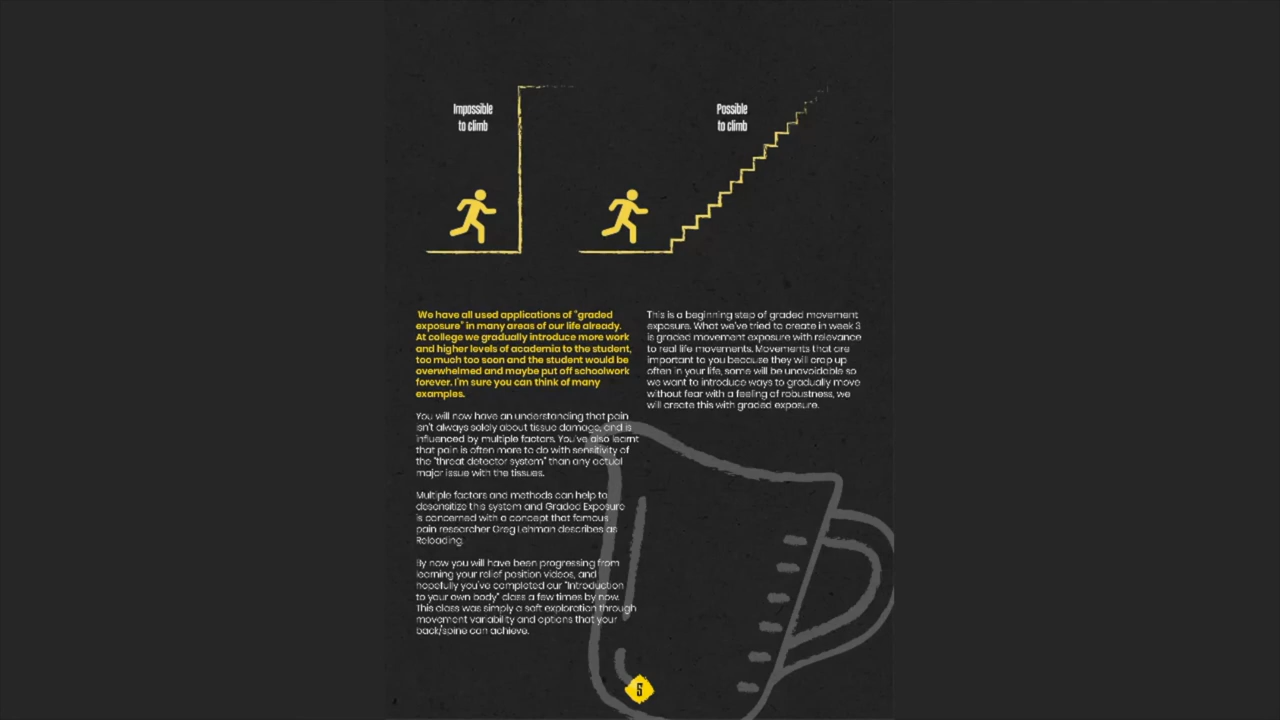 Impossible
to climb
Possible
to climb
We have all used applications of "graded
exposure" in many areas of our life already.
At college we gradually introduce more work
and higher levels of academia to the student,
too much too soon and the student would be
overwhelmed and maybe put off schoolwork
forever. I'm sure you can think of many
examples.
You will now have an understanding that pain
isn't always solely about tissue damage, and is
influenced by multiple factors. You've also learnt
that pain is often more to do with sensitivity of
the "threat detector system" than any actual
major issue with the tissues.
Multiple factors and methods can help to
desensitize this system and Graded Exposure
is concerned with a concept that famous
pain researcher Greg Lehman describes as
Reloading.
By now you will have been progressing from
learning your relief position videos, and
hopefully you've completed our "Introduction
to your own body" class a few times by now.
This class was simply a soft exploration through
movement variability and options that your
back/spine can achieve.
This is a beginning step of graded movement
exposure. What we've tried to create in week 3
is graded movement exposure with relevance
to real life movements. Movements that are
important to you because they will crop up
often in your life, some will be unavoidable so
we want to introduce ways to gradually move
without fear with a feeling of robustness, we
will create this with graded exposure.
5